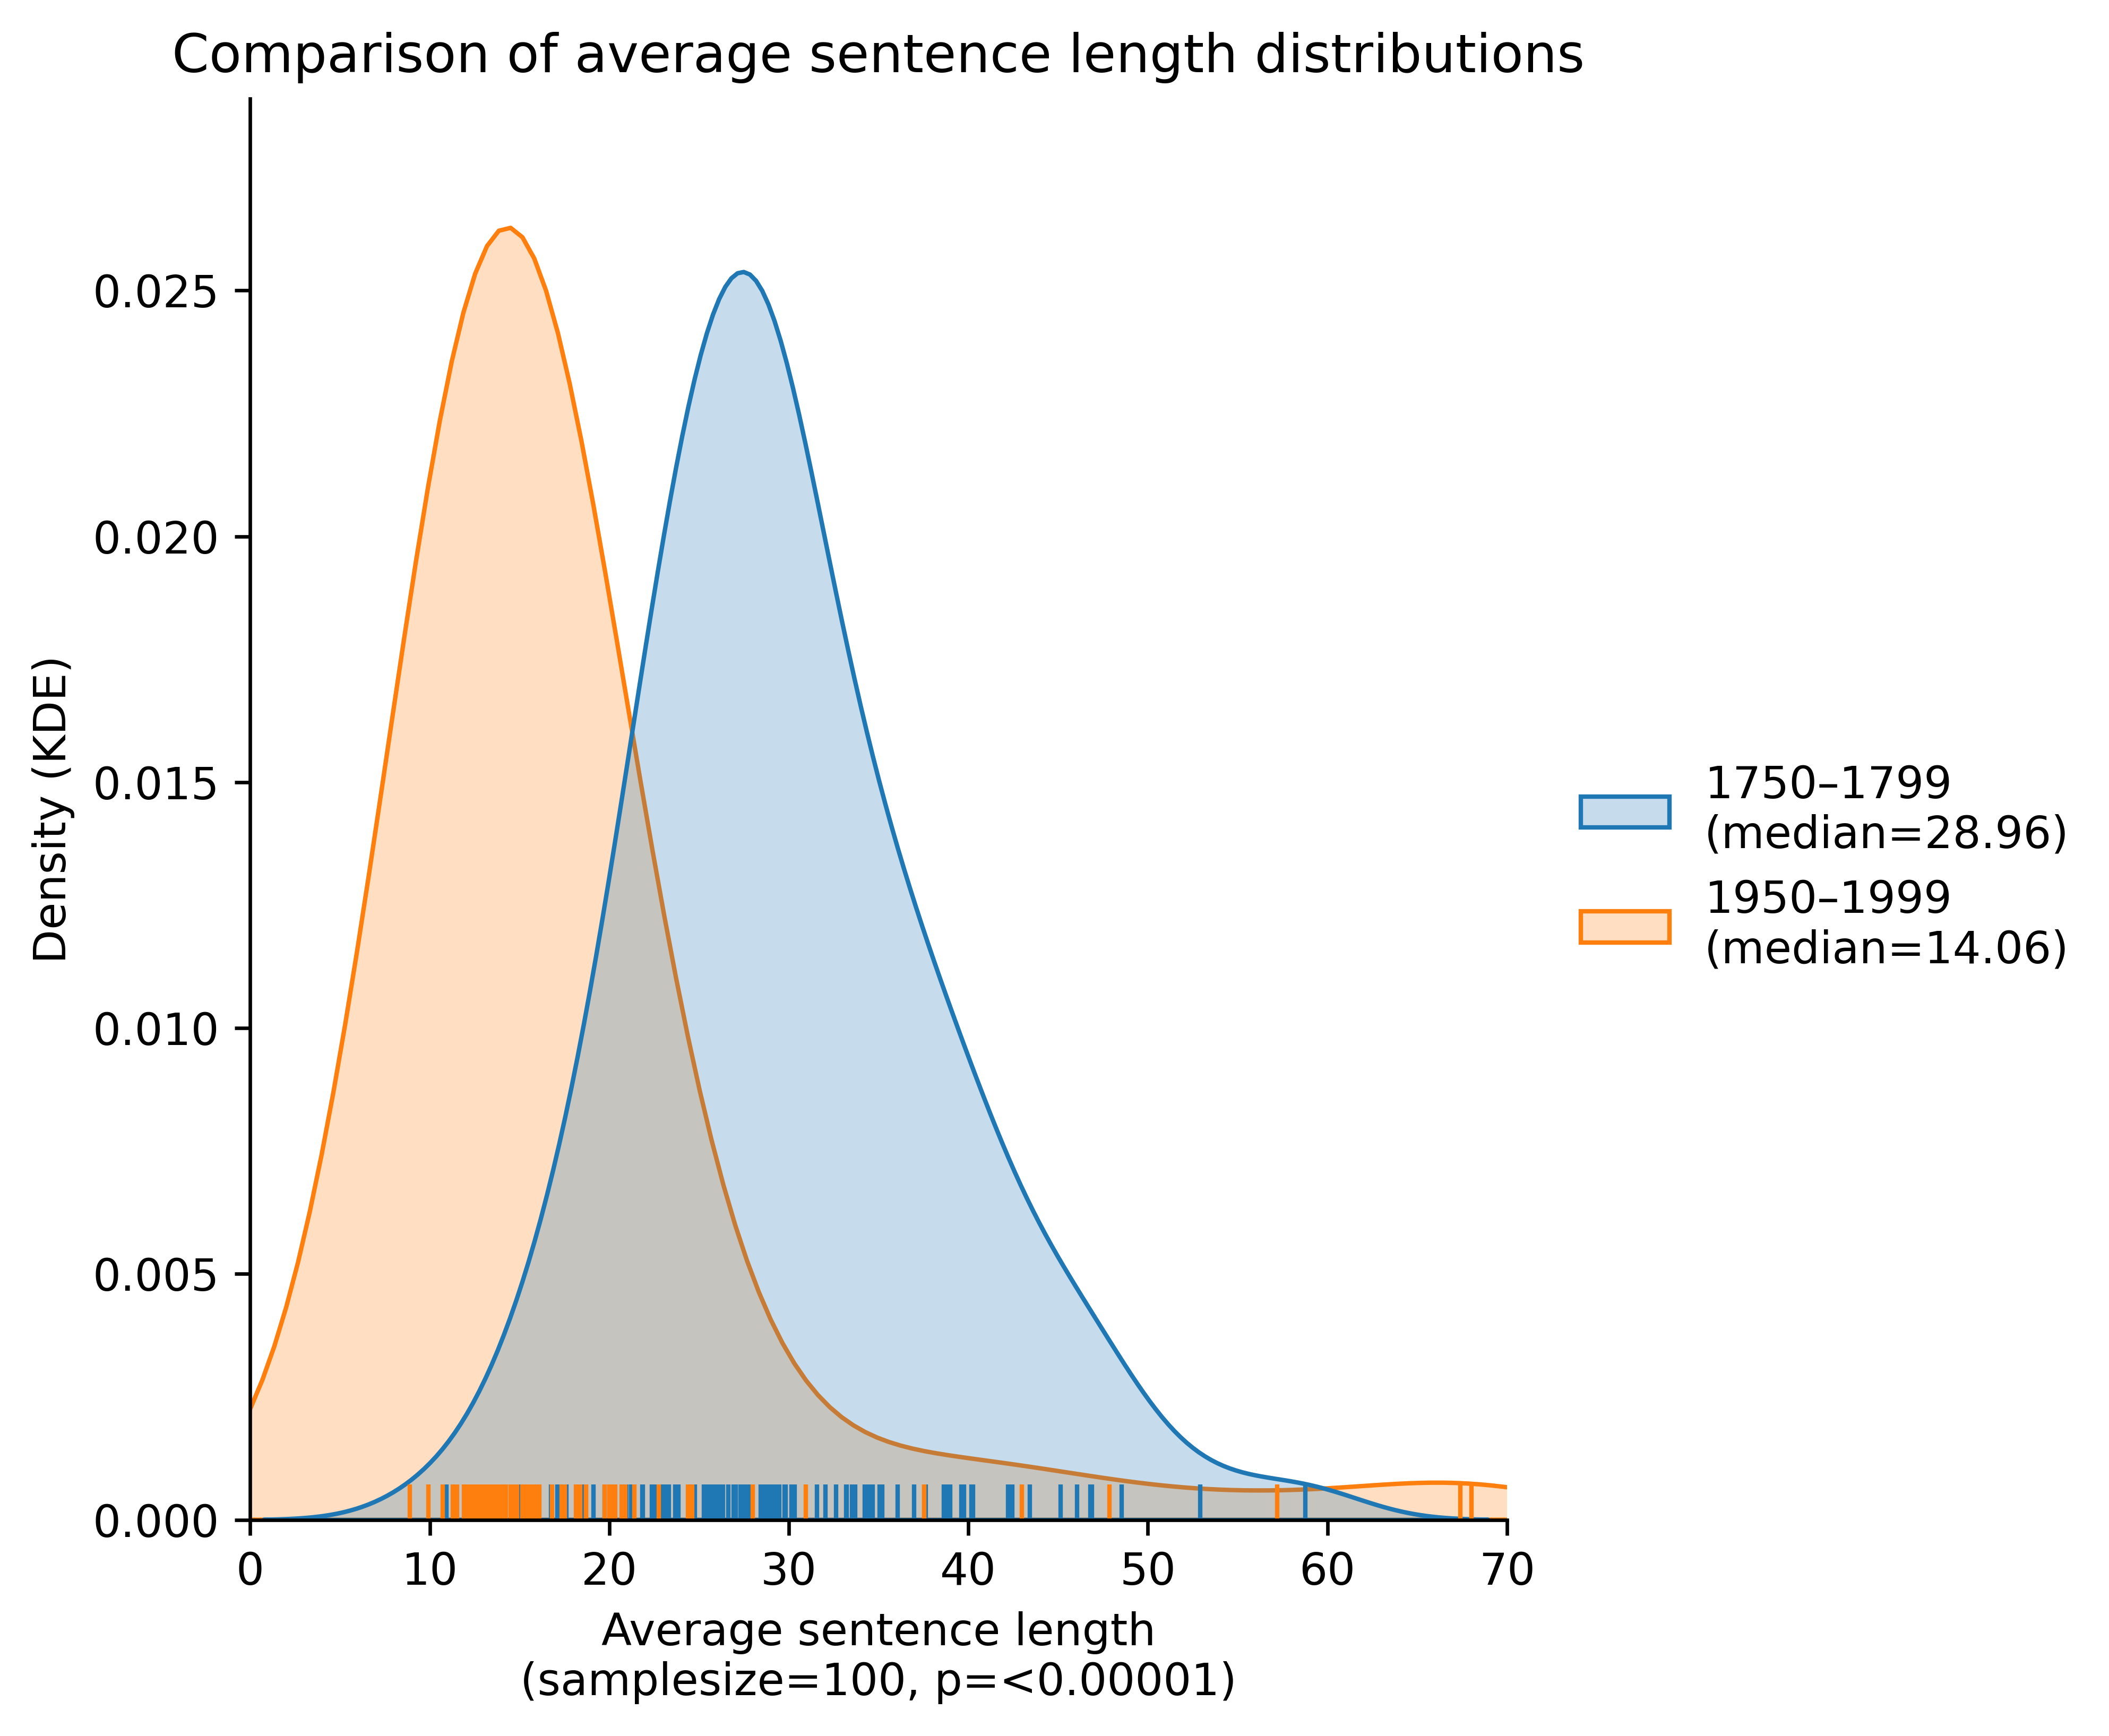 Comparison of average sentence length distributions
Density (KDE)
0.025
0.020
0.015
0.010
0.005
0.000
0 10 20 30 40 50 60 70
Average sentence length
(samplesize=100, p=<0.00001)
1750–1799
(median=28.96)
1950–1999
(median=14.06)